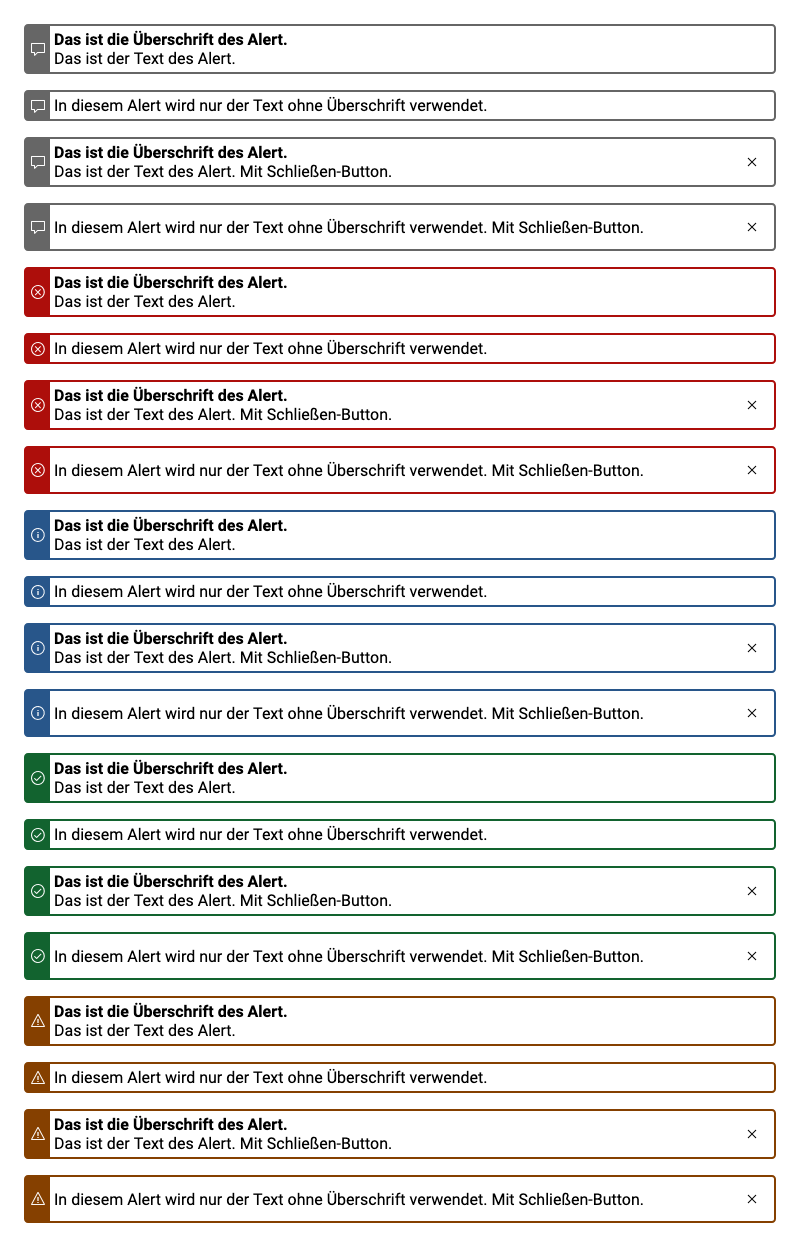 Das ist die Überschrift des Alert.
Das ist der Text des Alert.
In diesem Alert wird nur der Text ohne Überschrift verwendet.
Das ist die Überschrift des Alert.
Das ist der Text des Alert. Mit Schließen-Button.
In diesem Alert wird nur der Text ohne Überschrift verwendet. Mit Schließen-Button.
Das ist die Überschrift des Alert.
Das ist der Text des Alert.
In diesem Alert wird nur der Text ohne Überschrift verwendet.
Das ist die Überschrift des Alert.
Das ist der Text des Alert. Mit Schließen-Button.
In diesem Alert wird nur der Text ohne Überschrift verwendet. Mit Schließen-Button.
Das ist die Überschrift des Alert.
Das ist der Text des Alert.
In diesem Alert wird nur der Text ohne Überschrift verwendet.
Das ist die Überschrift des Alert.
Das ist der Text des Alert. Mit Schließen-Button.
In diesem Alert wird nur der Text ohne Überschrift verwendet. Mit Schließen-Button.
Das ist die Überschrift des Alert.
Das ist der Text des Alert.
In diesem Alert wird nur der Text ohne Überschrift verwendet.
Das ist die Überschrift des Alert.
Das ist der Text des Alert. Mit Schließen-Button.
In diesem Alert wird nur der Text ohne Überschrift verwendet. Mit Schließen-Button.
Das ist die Überschrift des Alert.
Das ist der Text des Alert.
In diesem Alert wird nur der Text ohne Überschrift verwendet.
Das ist die Überschrift des Alert.
Das ist der Text des Alert. Mit Schließen-Button.
In diesem Alert wird nur der Text ohne Überschrift verwendet. Mit Schließen-Button.